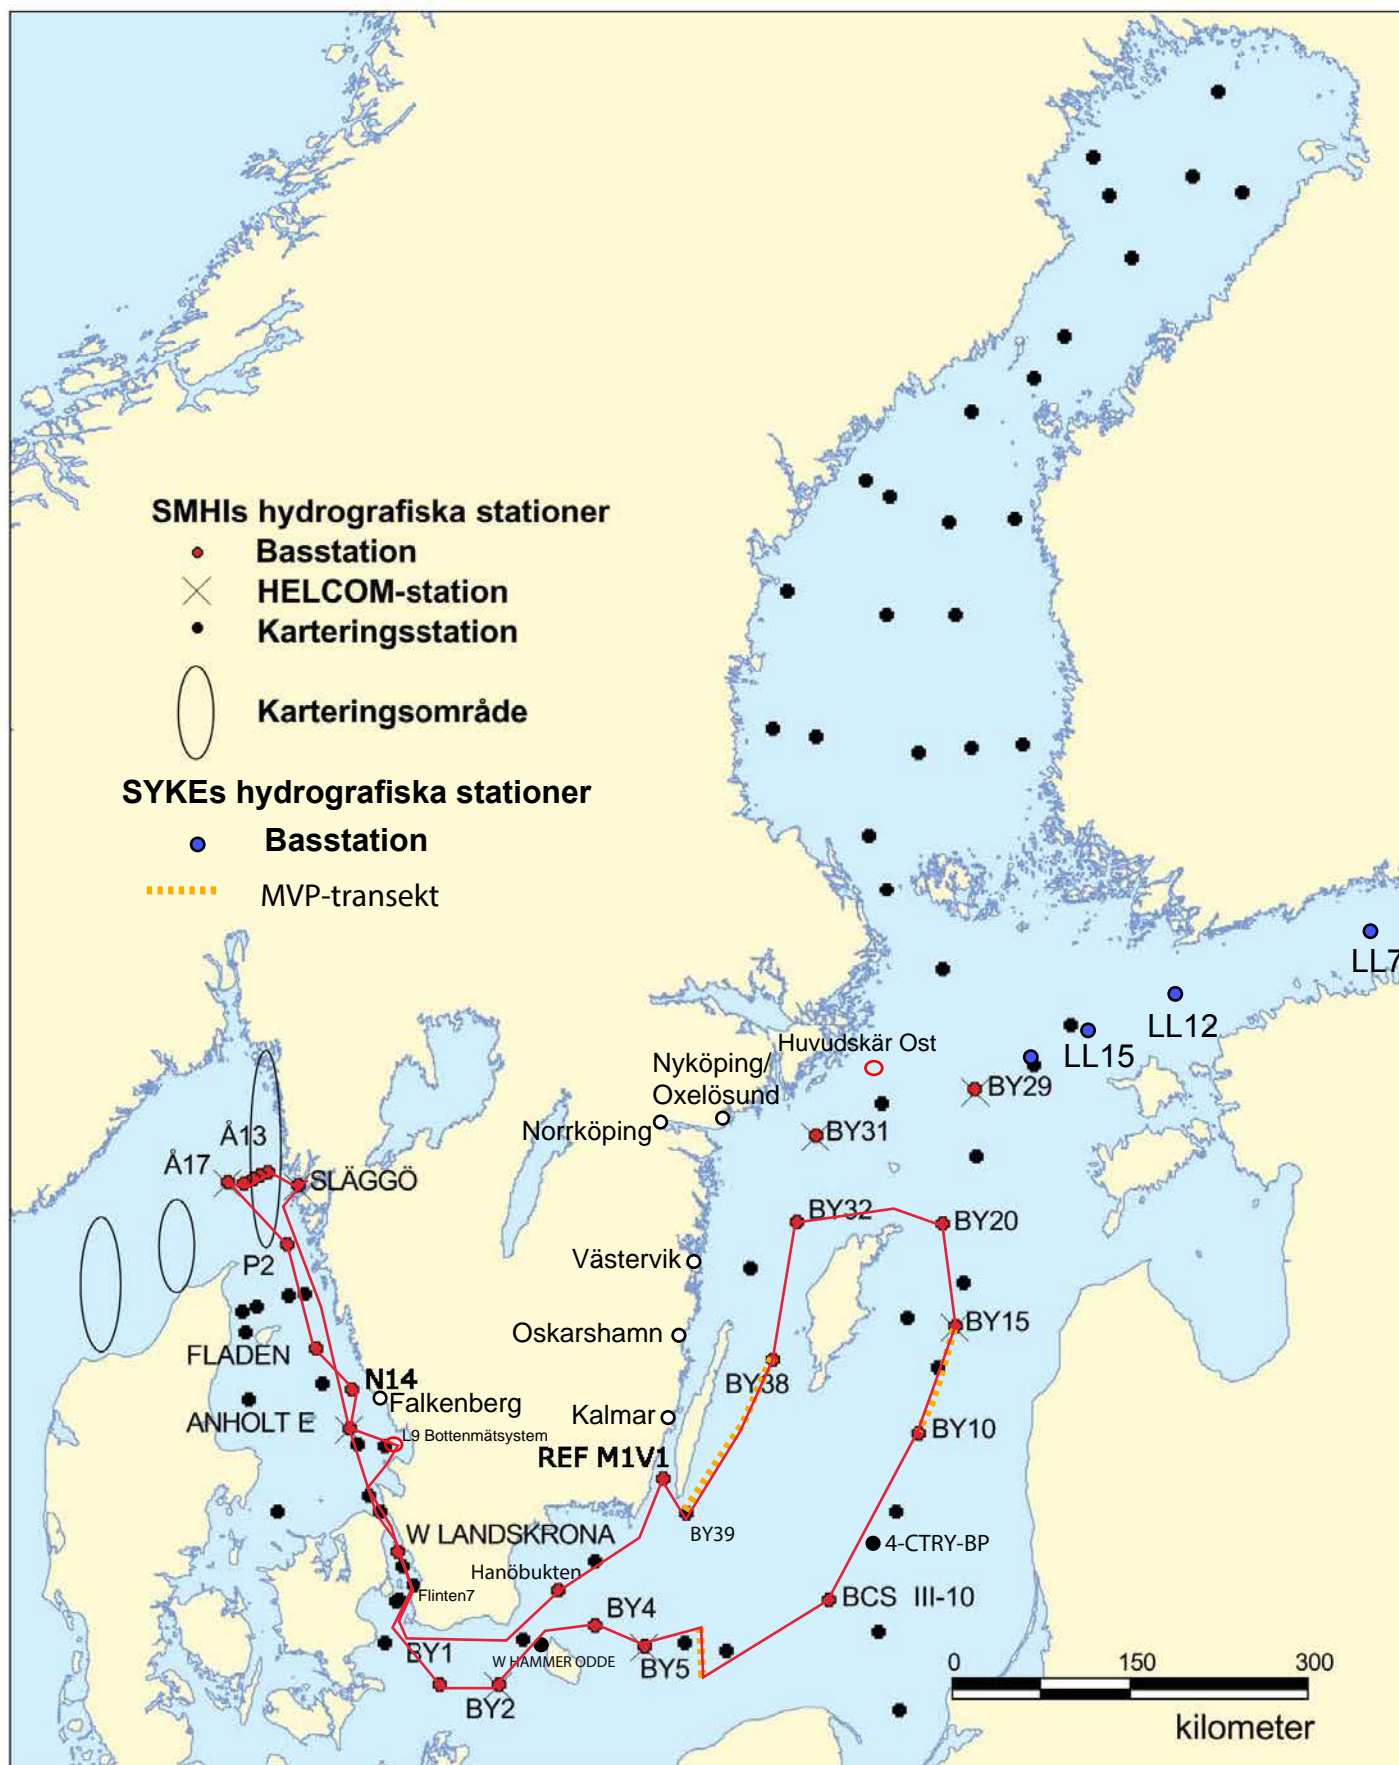 SMHIs hydrografiska stationer
Basstation
HELCOM-station
Karteringsstation
Karteringsområde
SYKEs hydrografiska stationer
Basstation
MVP-transekt
LL7
LL12
LL15
Huvudskär Ost
Nyköping/
Oxelösund
BY29
Norrköping
BY31
Å13
Å17
SLÄGGÖ
BY32
BY20
P2
Västervik
BY15
Oskarshamn
FLADEN
N14
BY38
Falkenberg
Kalmar
ANHOLT E
L9 Bottenmätsystem
BY10
REF M1V1
W LANDSKRONA
BY39
4-CTRY-BP
Hanöbukten
Flinten7
BCS III-10
BY4
BY1
W HAMMER ODDE
BY5
BY2
0 150 300
kilometer